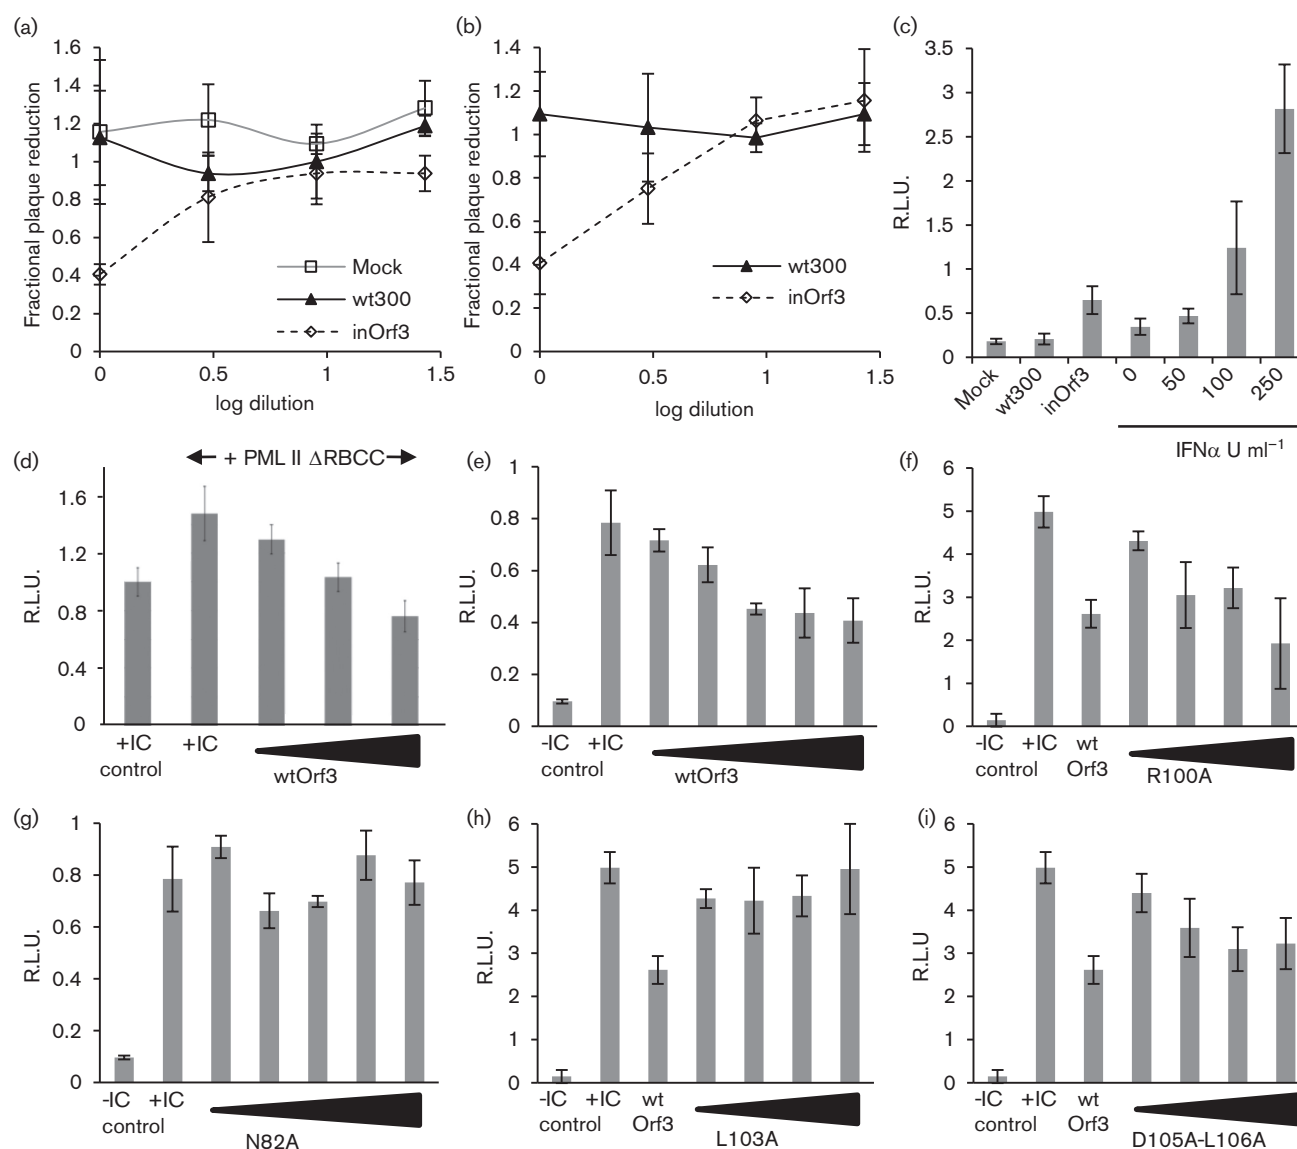 (a)
1.6
1.4
1.2
1
0.8
0.6
0.4
0.2
0
Fractional plaque reduction
Mock
wt300
inOrf3
0
0.5
1
1.5
log dilution
(b)
1.4
1.2
1
0.8
0.6
0.4
0.2
0
Fractional plaque reduction
wt300
inOrf3
0
0.5
1
1.5
log dilution
(c)
3.5
3
2.5
2
1.5
1
0.5
0
R.L.U.
Mock
wt300
inOrf3
0
50
100
250
IFNα U ml⁻¹
(d)
+ PML II ΔRBCC
1.6
1.2
0.8
0.4
0
R.L.U.
+IC
control
+IC
wtOrf3
(e)
1
0.8
0.6
0.4
0.2
0
R.L.U.
-IC +IC
control
wtOrf3
(f)
6
5
4
3
2
1
0
R.L.U.
-IC +IC wt
control Orf3
R100A
(g)
1
0.8
0.6
0.4
0.2
0
R.L.U.
-IC +IC
control
N82A
(h)
6
5
4
3
2
1
0
R.L.U.
-IC +IC wt
control Orf3
L103A
(i)
6
5
4
3
2
1
0
R.L.U
-IC +IC wt
control Orf3
D105A-L106A